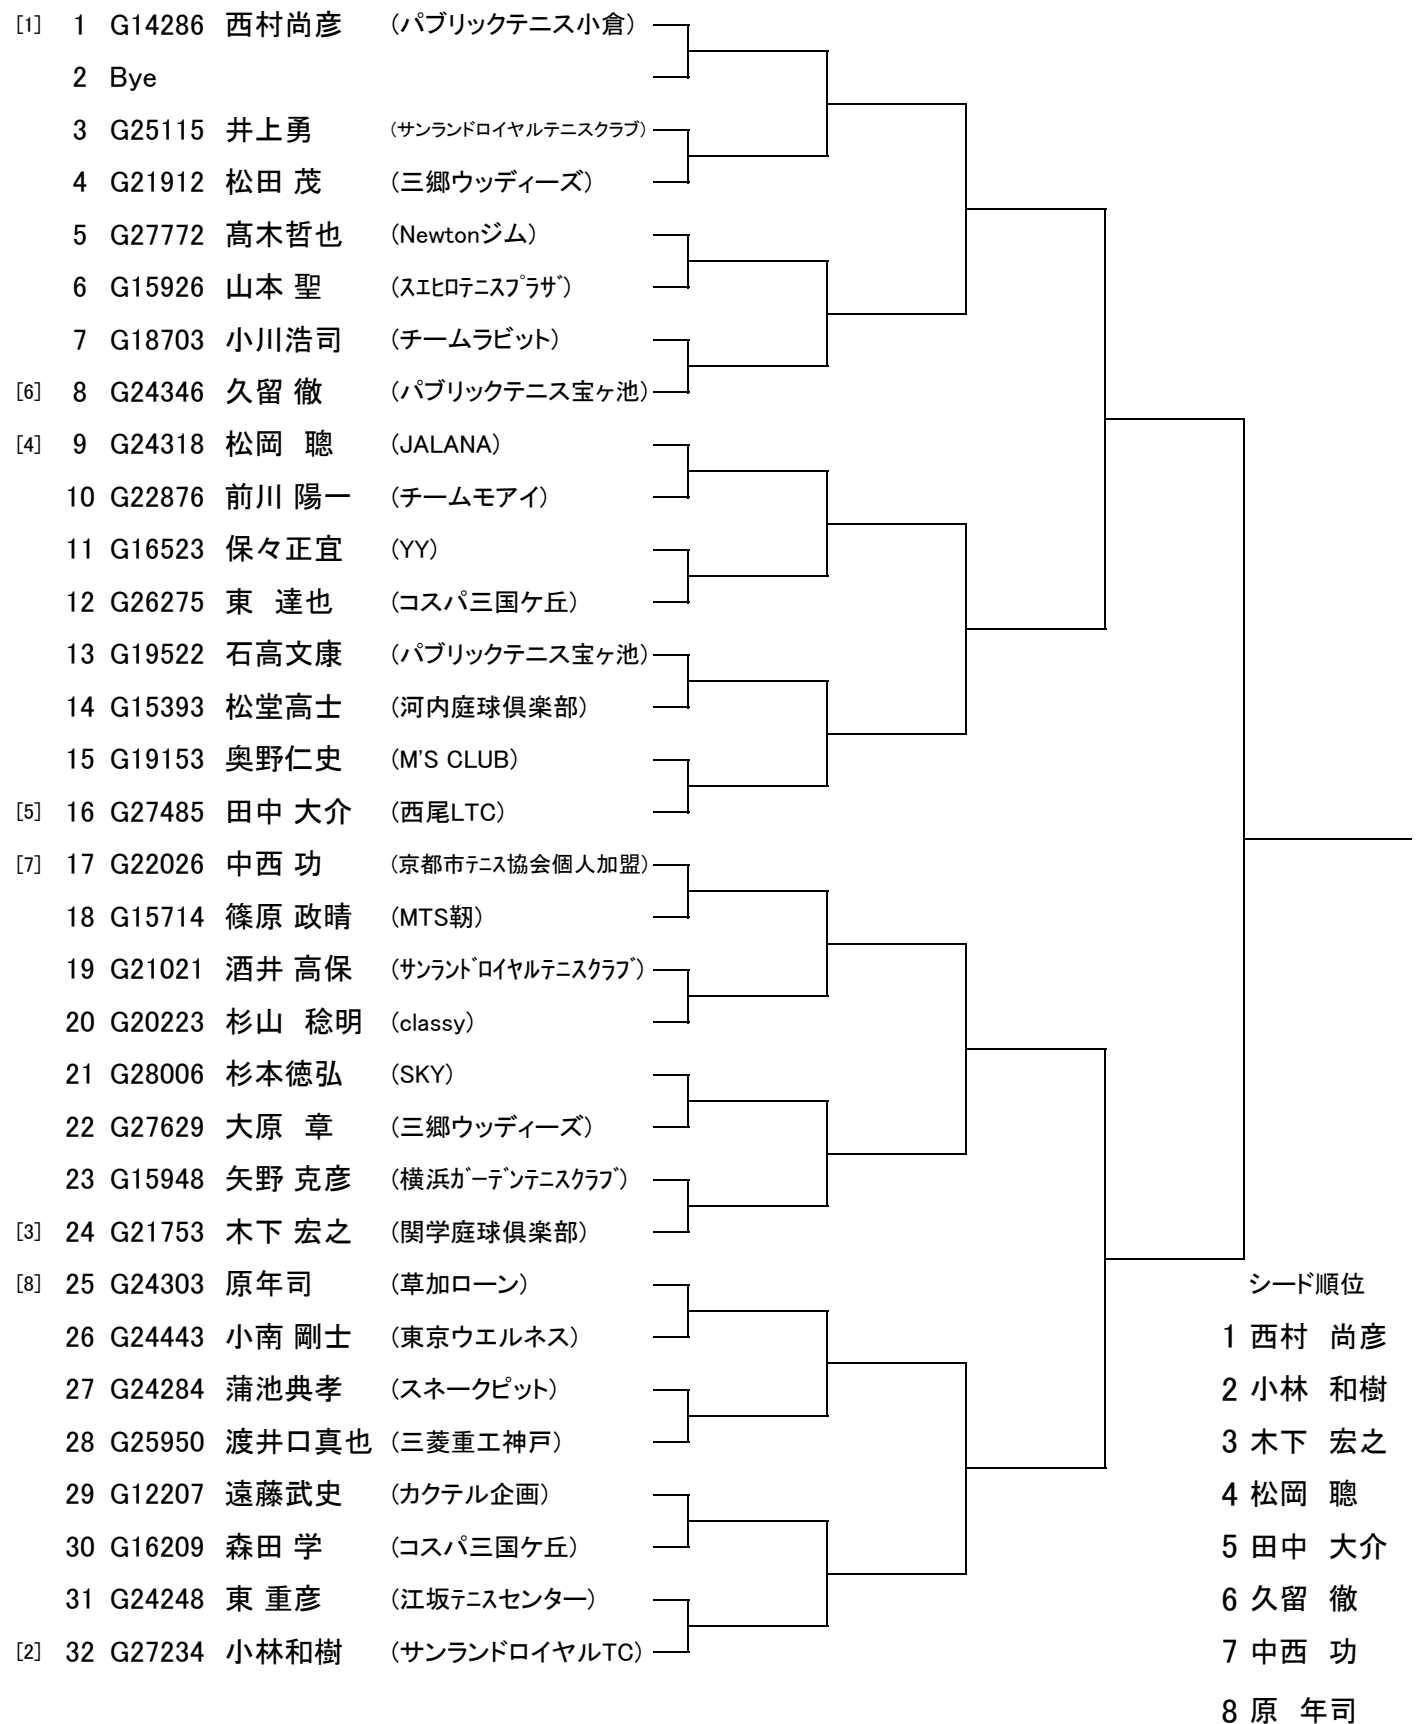 [1] 1 G14286 西村尚彦 (パブリックテニス小倉)
2 Bye
3 G25115 井上勇 (サンランドロイヤルテニスクラブ)
4 G21912 松田 茂 (三郷ウッディーズ)
5 G27772 髙木哲也 (Newtonジム)
6 G15926 山本 聖 (ｽｴﾋﾛﾃﾆｽﾌﾟﾗｻﾞ)
7 G18703 小川浩司 (チームラビット)
[6] 8 G24346 久留 徹 (パブリックテニス宝ヶ池)
[4] 9 G24318 松岡　聰 (JALANA)
10 G22876 前川 陽一 (チームモアイ)
11 G16523 保々正宜 (YY)
12 G26275 東　達也 (コスパ三国ケ丘)
13 G19522 石高文康 (パブリックテニス宝ヶ池)
14 G15393 松堂高士 (河内庭球倶楽部)
15 G19153 奥野仁史 (M'S CLUB)
[5] 16 G27485 田中 大介 (西尾LTC)
[7] 17 G22026 中西 功 (京都市ﾃﾆｽ協会個人加盟)
18 G15714 篠原 政晴 (MTS靭)
19 G21021 酒井 高保 (ｻﾝﾗﾝﾄﾞﾛｲﾔﾙﾃﾆｽｸﾗﾌﾞ)
20 G20223 杉山　稔明 (classy)
21 G28006 杉本徳弘 (SKY)
22 G27629 大原　章 (三郷ウッディーズ)
23 G15948 矢野 克彦 (横浜ｶﾞｰﾃﾞﾝﾃﾆｽｸﾗﾌﾞ)
[3] 24 G21753 木下 宏之 (関学庭球倶楽部)
[8] 25 G24303 原年司 (草加ローン)
シード順位
26 G24443 小南 剛士 (東京ウエルネス)
1 西村　尚彦
27 G24284 蒲池典孝 (スネークピット)
2 小林　和樹
28 G25950 渡井口真也 (三菱重工神戸)
3 木下　宏之
29 G12207 遠藤武史 (カクテル企画)
4 松岡　聰
30 G16209 森田 学 (コスパ三国ケ丘)
5 田中　大介
31 G24248 東 重彦 (江坂ﾃﾆｽセンター)
6 久留　徹
[2] 32 G27234 小林和樹 (サンランドロイヤルTC)
7 中西　功
8 原　年司